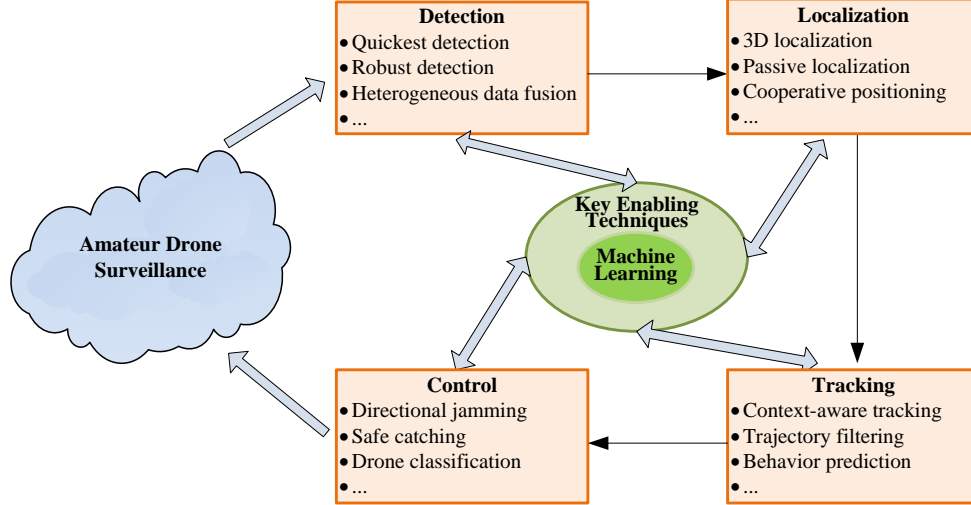 Detection
• Quickest detection
• Robust detection
• Heterogeneous data fusion
• ...
Localization
• 3D localization
• Passive localization
• Cooperative positioning
• ...
Amateur Drone
Surveillance
Key Enabling
Techniques
Machine
Learning
Control
• Directional jamming
• Safe catching
• Drone classification
• ...
Tracking
• Context-aware tracking
• Trajectory filtering
• Behavior prediction
• ...